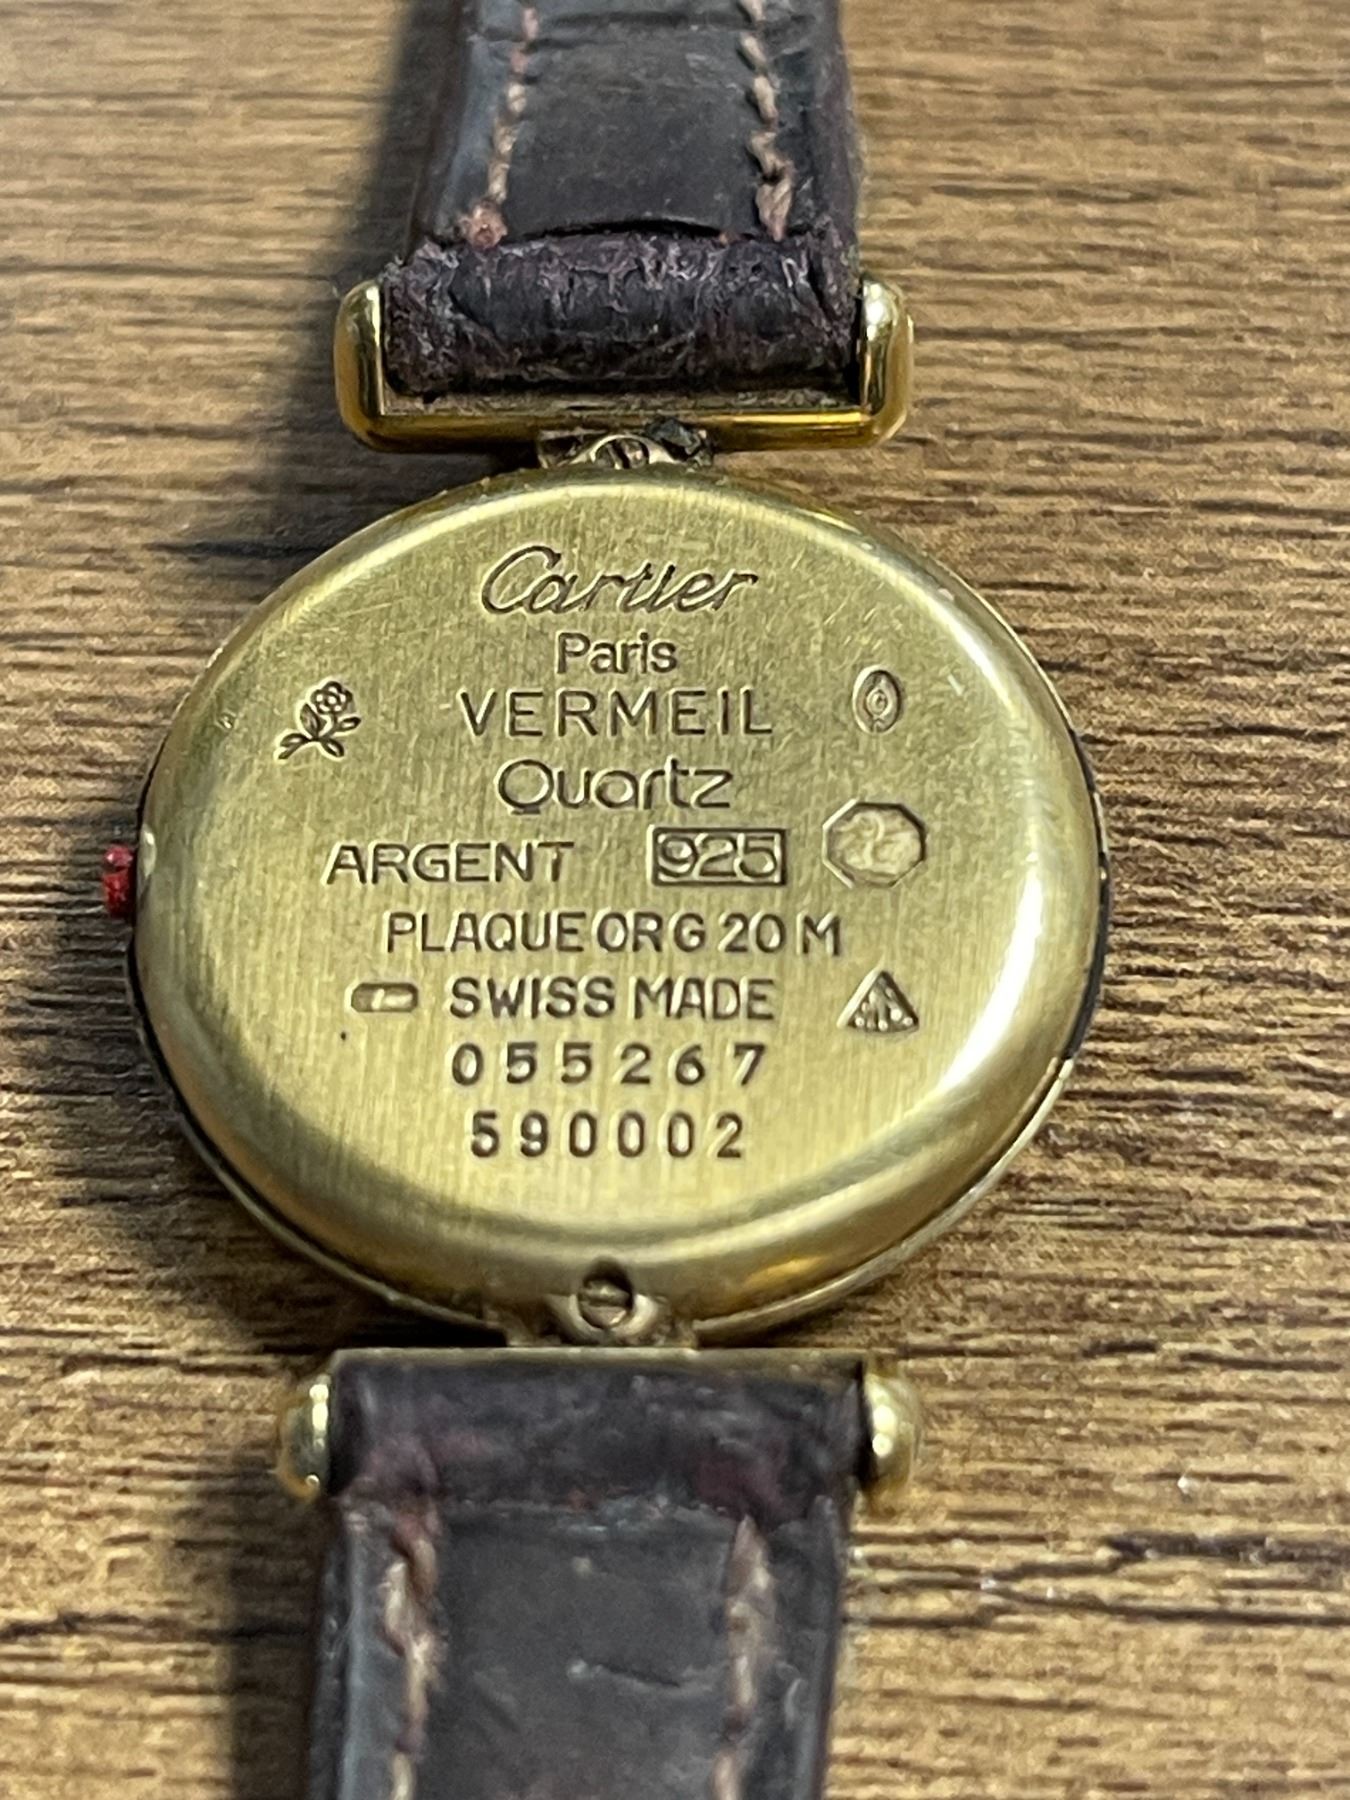 Cartier
Paris
VERMEIL
Quartz
ARGENT 925
PLAQUE OR G 20 M
SWISS MADE
055267
590002